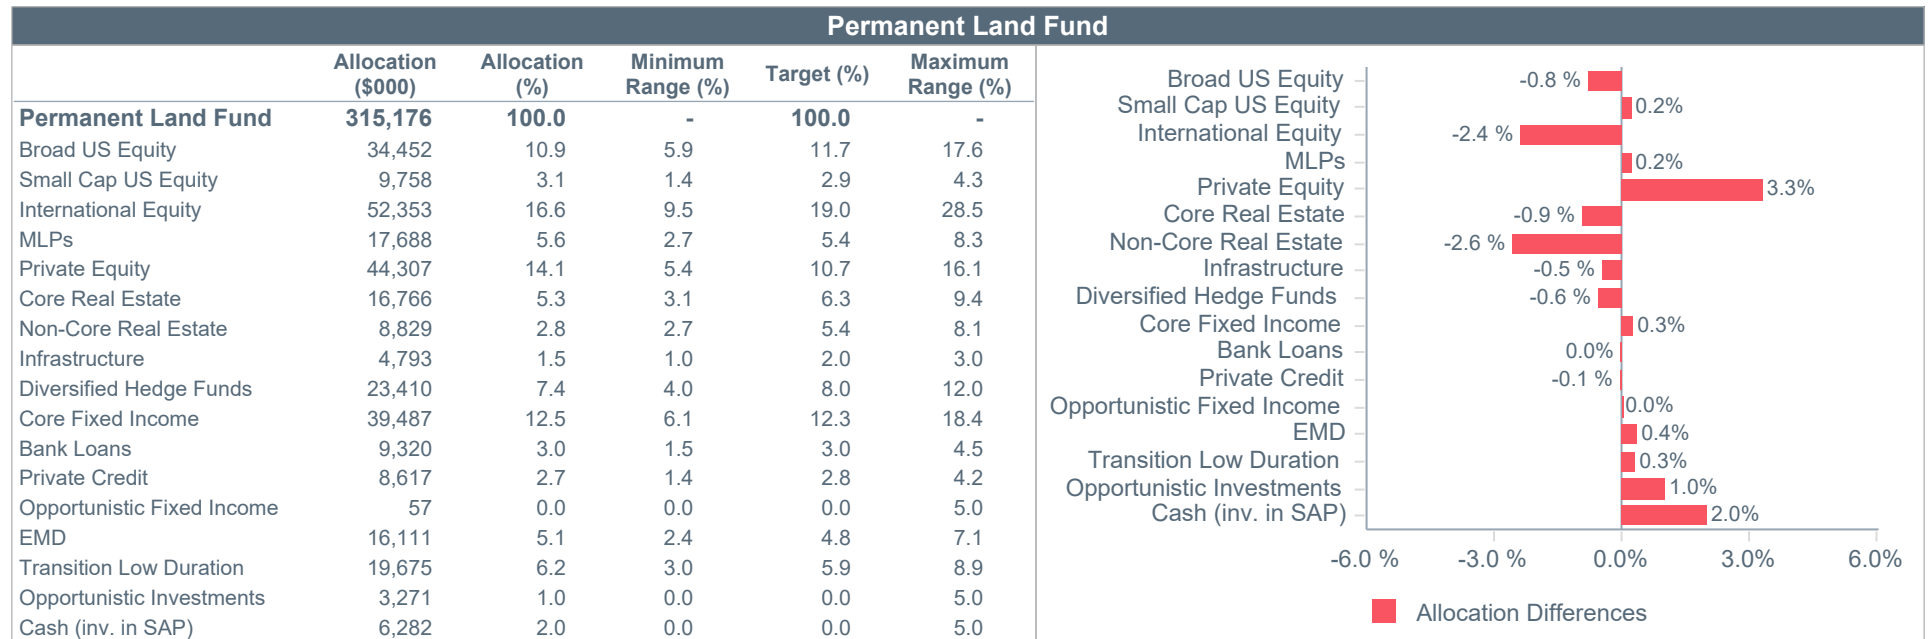 Permanent Land Fund
Allocation ($000) Allocation (%) Minimum Range (%) Target (%) Maximum Range (%)
Permanent Land Fund 315,176 100.0 - 100.0 -
Broad US Equity 34,452 10.9 5.9 11.7 17.6
Small Cap US Equity 9,758 3.1 1.4 2.9 4.3
International Equity 52,353 16.6 9.5 19.0 28.5
MLPs 17,688 5.6 2.7 5.4 8.3
Private Equity 44,307 14.1 5.4 10.7 16.1
Core Real Estate 16,766 5.3 3.1 6.3 9.4
Non-Core Real Estate 8,829 2.8 2.7 5.4 8.1
Infrastructure 4,793 1.5 1.0 2.0 3.0
Diversified Hedge Funds 23,410 7.4 4.0 8.0 12.0
Core Fixed Income 39,487 12.5 6.1 12.3 18.4
Bank Loans 9,320 3.0 1.5 3.0 4.5
Private Credit 8,617 2.7 1.4 2.8 4.2
Opportunistic Fixed Income 57 0.0 0.0 0.0 5.0
EMD 16,111 5.1 2.4 4.8 7.1
Transition Low Duration 19,675 6.2 3.0 5.9 8.9
Opportunistic Investments 3,271 1.0 0.0 0.0 5.0
Cash (inv. in SAP) 6,282 2.0 0.0 0.0 5.0
Broad US Equity -0.8 %
Small Cap US Equity 0.2%
International Equity -2.4 %
MLPs 0.2%
Private Equity 3.3%
Core Real Estate -0.9 %
Non-Core Real Estate -2.6 %
Infrastructure -0.5 %
Diversified Hedge Funds -0.6 %
Core Fixed Income 0.3%
Bank Loans 0.0%
Private Credit -0.1 %
Opportunistic Fixed Income 0.0%
EMD 0.4%
Transition Low Duration 0.3%
Opportunistic Investments 1.0%
Cash (inv. in SAP) 2.0%
-6.0 % -3.0 % 0.0% 3.0% 6.0%
Allocation Differences